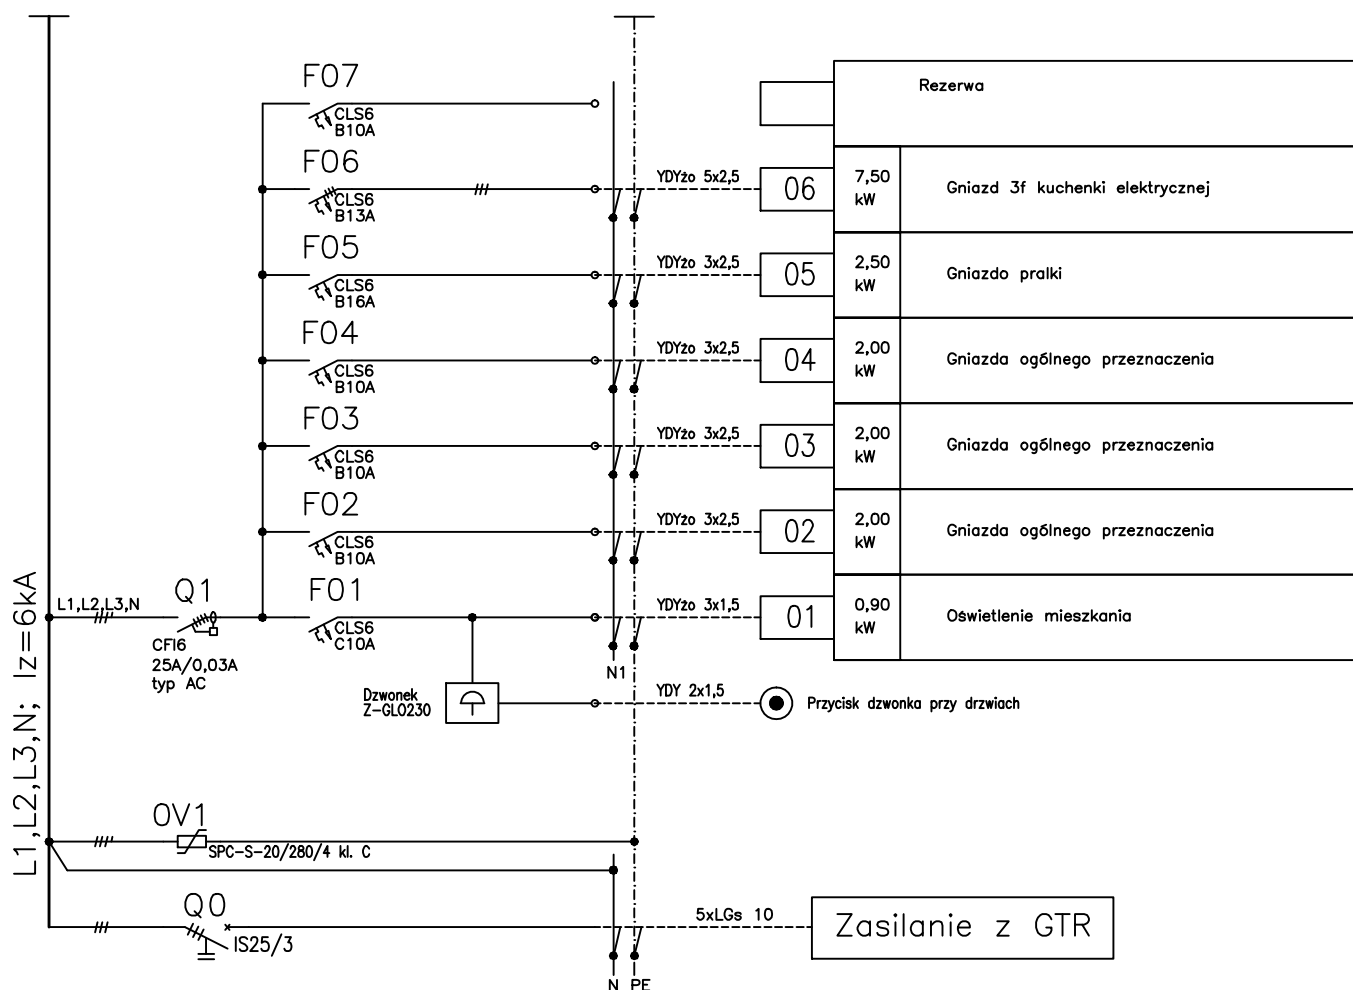 F07
CLS6
B10A
Rezerwa
F06
CLS6
B13A
YDYżo 5x2,5
06
7,50
kW
Gniazd 3f kuchenki elektrycznej
F05
CLS6
B16A
YDYżo 3x2,5
05
2,50
kW
Gniazdo pralki
F04
CLS6
B10A
YDYżo 3x2,5
04
2,00
kW
Gniazda ogólnego przeznaczenia
F03
CLS6
B10A
YDYżo 3x2,5
03
2,00
kW
Gniazda ogólnego przeznaczenia
F02
CLS6
B10A
YDYżo 3x2,5
02
2,00
kW
Gniazda ogólnego przeznaczenia
L1,L2,L3,N; Iz=6kA
L1,L2,L3,N
Q1
CFI6
25A/0,03A
typ AC
F01
CLS6
C10A
YDYżo 3x1,5
01
0,90
kW
Oświetlenie mieszkania
N1
Dzwonek
Z-GLO230
YDY 2x1,5
Przycisk dzwonka przy drzwiach
OV1
SPC-S-20/280/4 kl. C
Q0
IS25/3
5xLGs 10
Zasilanie z GTR
N PE